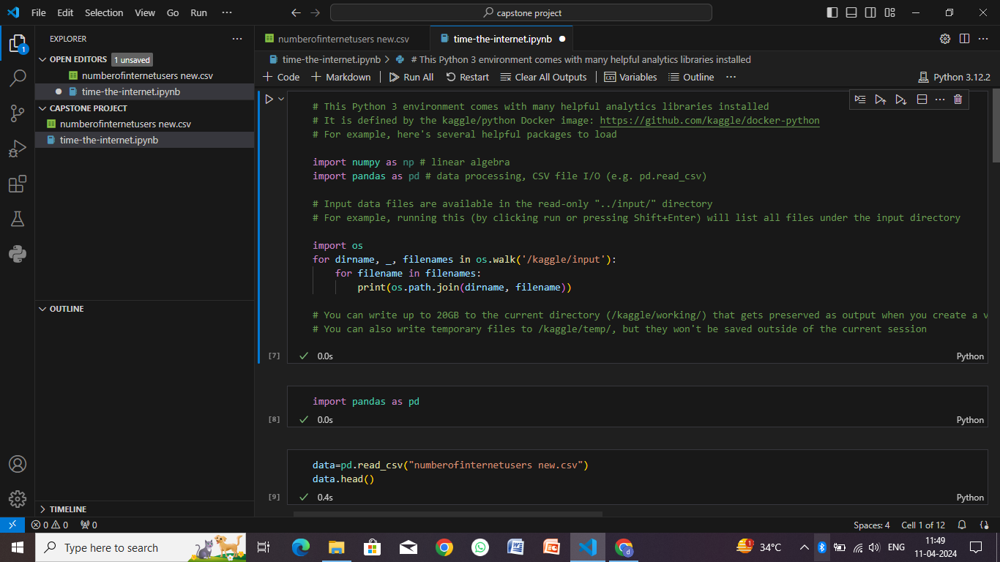 File Edit Selection View Go Run ···
capstone project
EXPLORER
OPEN EDITORS 1 unsaved
numberofinternetusers new.csv
time-the-internet.ipynb
CAPSTONE PROJECT
numberofinternetusers new.csv
time-the-internet.ipynb
OUTLINE
TIMELINE
1
numberofinternetusers new.csv time-the-internet.ipynb
time-the-internet.ipynb > # This Python 3 environment comes with many helpful analytics libraries installed
+ Code + Markdown Run All Restart Clear All Outputs Variables Outline ··· Python 3.12.2
# This Python 3 environment comes with many helpful analytics libraries installed
# It is defined by the kaggle/python Docker image: https://github.com/kaggle/docker-python
# For example, here's several helpful packages to load
import numpy as np # linear algebra
import pandas as pd # data processing, CSV file I/O (e.g. pd.read_csv)
# Input data files are available in the read-only "../input/" directory
# For example, running this (by clicking run or pressing Shift+Enter) will list all files under the input directory
import os
for dirname, _, filenames in os.walk('/kaggle/input'):
    for filename in filenames:
        print(os.path.join(dirname, filename))
# You can write up to 20GB to the current directory (/kaggle/working/) that gets preserved as output when you create a v
# You can also write temporary files to /kaggle/temp/, but they won't be saved outside of the current session
[7] 0.0s Python
import pandas as pd
[8] 0.0s Python
data=pd.read_csv("numberofinternetusers new.csv")
data.head()
[9] 0.4s Python
0 0 0 Spaces: 4 Cell 1 of 12
Type here to search 1 34°C ENG 11:49
11-04-2024